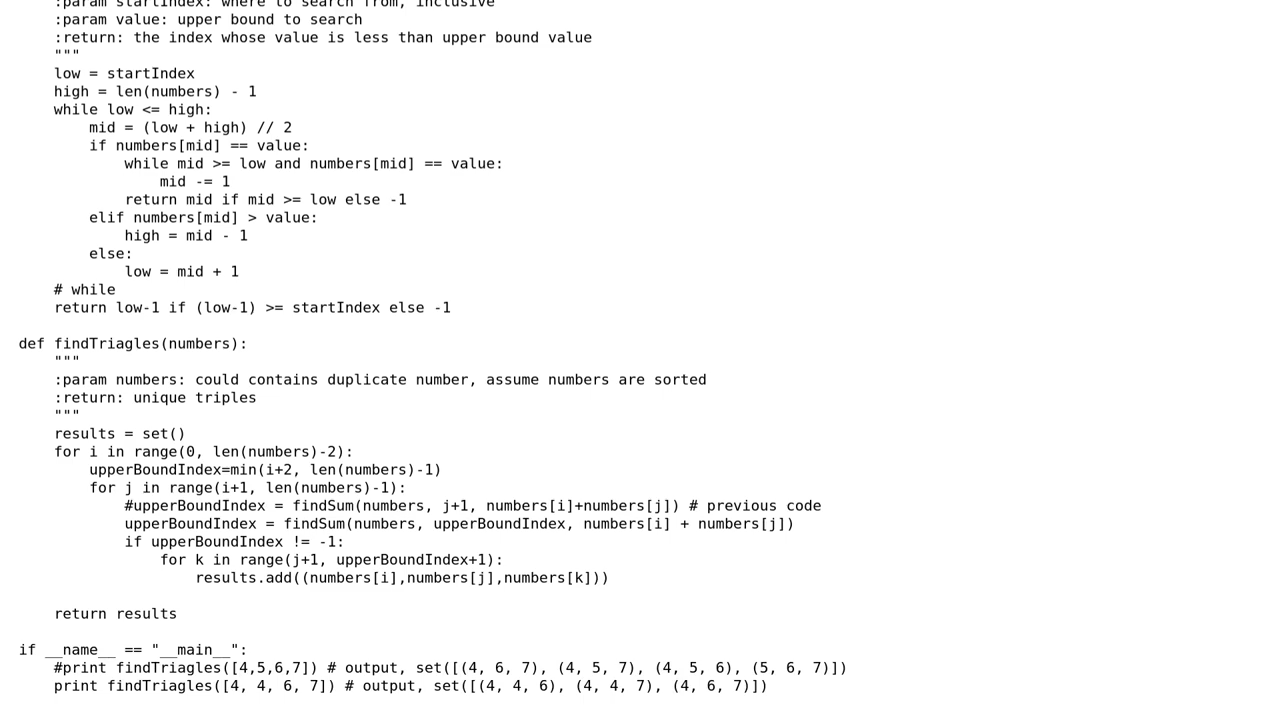 :param startIndex: where to search from, inclusive
:param value: upper bound to search
:return: the index whose value is less than upper bound value
"""
low = startIndex
high = len(numbers) - 1
while low <= high:
mid = (low + high) // 2
if numbers[mid] == value:
while mid >= low and numbers[mid] == value:
mid -= 1
return mid if mid >= low else -1
elif numbers[mid] > value:
high = mid - 1
else:
low = mid + 1
# while
return low-1 if (low-1) >= startIndex else -1
def findTriagles(numbers):
"""
:param numbers: could contains duplicate number, assume numbers are sorted
:return: unique triples
"""
results = set()
for i in range(0, len(numbers)-2):
upperBoundIndex=min(i+2, len(numbers)-1)
for j in range(i+1, len(numbers)-1):
#upperBoundIndex = findSum(numbers, j+1, numbers[i]+numbers[j]) # previous code
upperBoundIndex = findSum(numbers, upperBoundIndex, numbers[i] + numbers[j])
if upperBoundIndex != -1:
for k in range(j+1, upperBoundIndex+1):
results.add((numbers[i],numbers[j],numbers[k]))
return results
if __name__ == "__main__":
#print findTriagles([4,5,6,7]) # output, set([(4, 6, 7), (4, 5, 7), (4, 5, 6), (5, 6, 7)])
print findTriagles([4, 4, 6, 7]) # output, set([(4, 4, 6), (4, 4, 7), (4, 6, 7)])